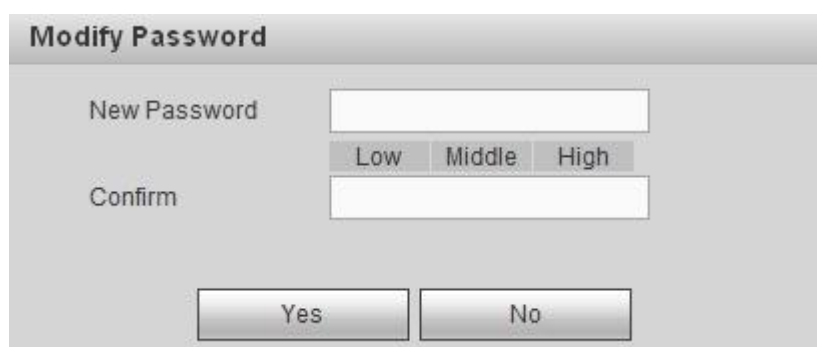 Modify Password
New Password
Low Middle High
Confirm
Yes No